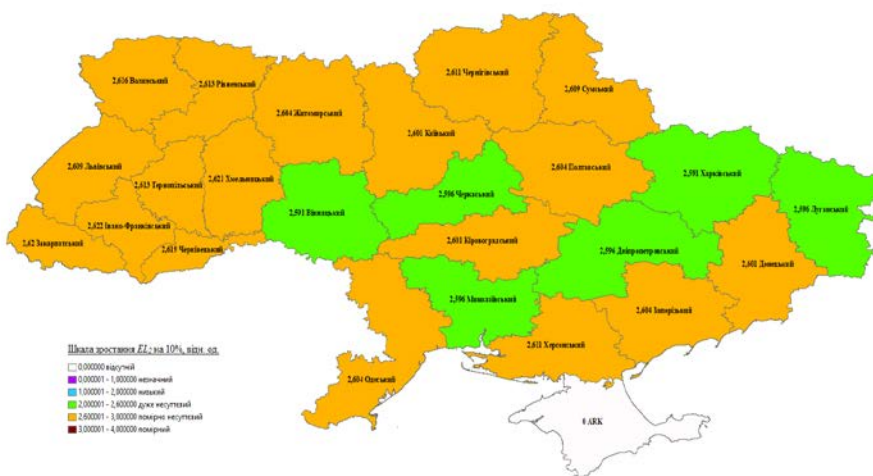 2,616 Волинський
2,613 Рівненський
2,604 Житомирський
2,601 Київський
2,611 Чернігівський
2,609 Сумський
2,609 Львівський
2,613 Тернопільський
2,621 Хмельницький
2,591 Вінницький
2,596 Черкаський
2,604 Полтавський
2,591 Харківський
2,596 Луганський
2,62 Закарпатський
2,622 Івано-Франківський
2,619 Чернівецький
2,601 Кіровоградський
2,596 Дніпропетровський
2,601 Донецький
2,596 Миколаївський
2,604 Запорізький
2,611 Херсонський
2,604 Одеський
0 АRК
Шкала зростання EL₂ на 10%, відн. од.
0,000000 відсутній
0,000001 - 1,000000 незначний
1,000001 - 2,000000 низький
2,000001 - 2,600000 дуже несуттєвий
2,600001 - 3,000000 помірно несуттєвий
3,000001 - 4,000000 помірний